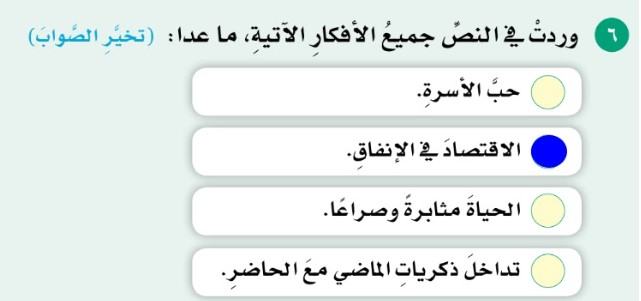 ٦ وردتْ في النصِّ جميعُ الأفكارِ الآتيةِ، ما عدا: (تخيَّرِ الصَّوابَ)
حبَّ الأسرةِ.
الاقتصادَ في الإنفاقِ.
الحياةَ مثابرةً وصراعًا.
تداخلَ ذكرياتِ الماضي معَ الحاضرِ.